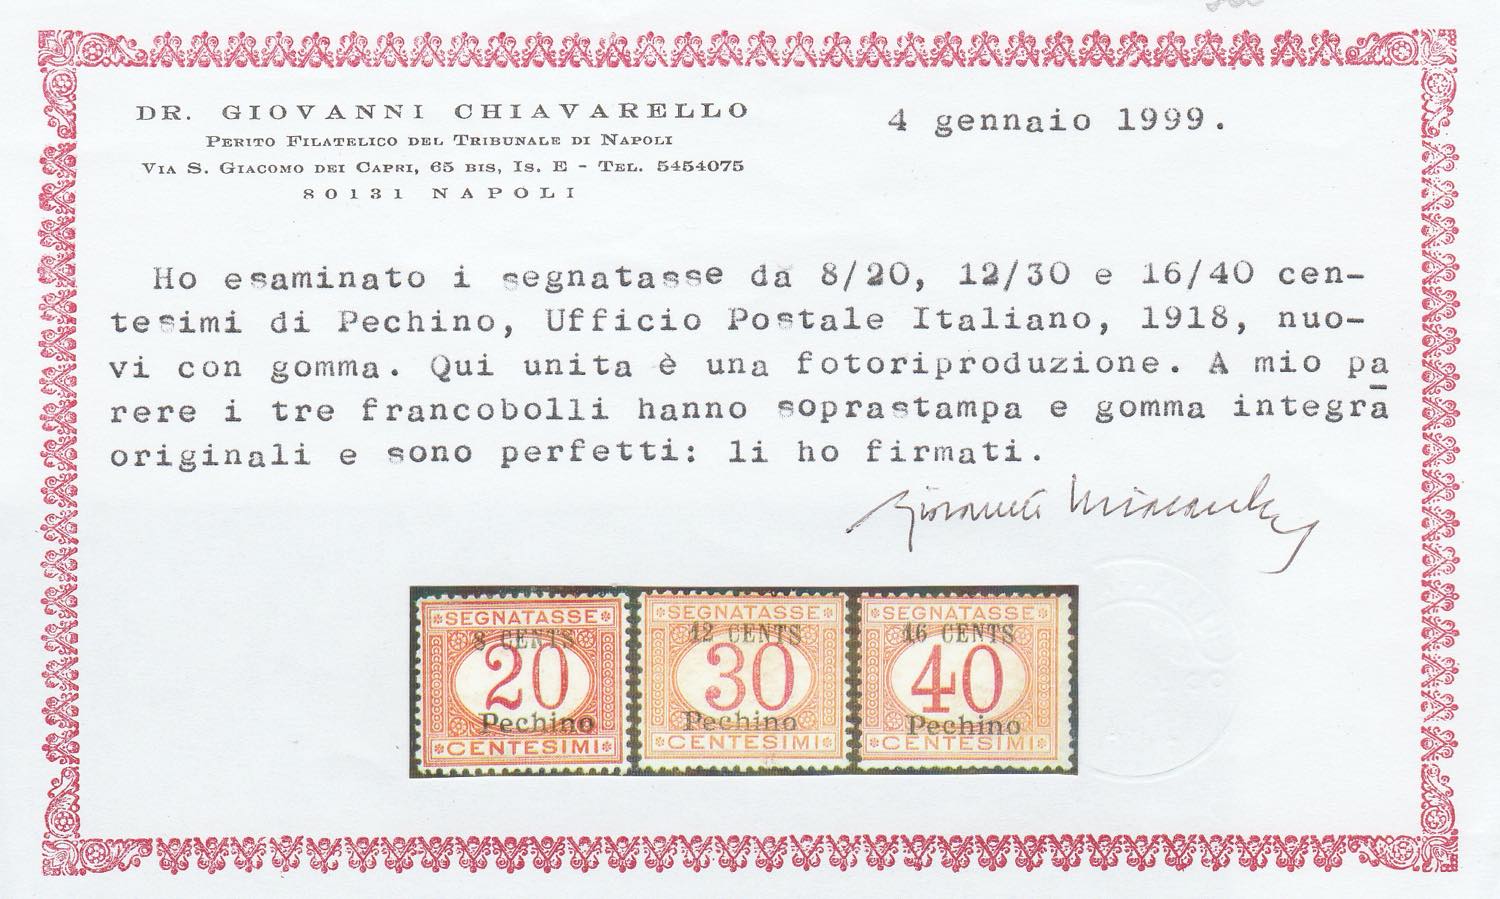 DR. GIOVANNI CHIAVARELLO
PERITO FILATELICO DEL TRIBUNALE DI NAPOLI
VIA S. GIACOMO DEI CAPRI, 65 BIS, IS. E - TEL. 5454075
80131 NAPOLI
4 gennaio 1999.
Ho esaminato i segnatasse da 8/20, 12/30 e 16/40 cen-
tesimi di Pechino, Ufficio Postale Italiano, 1918, nuo-
vi con gomma. Qui unita è una fotoriproduzione. A mio pa
rere i tre francobolli hanno soprastampa e gomma integra
originali e sono perfetti: li ho firmati.
SEGNATASSE
8 CENTS
20
Pechino
CENTESIMI
SEGNATASSE
12 CENTS
30
Pechino
CENTESIMI
SEGNATASSE
16 CENTS
40
Pechino
CENTESIMI